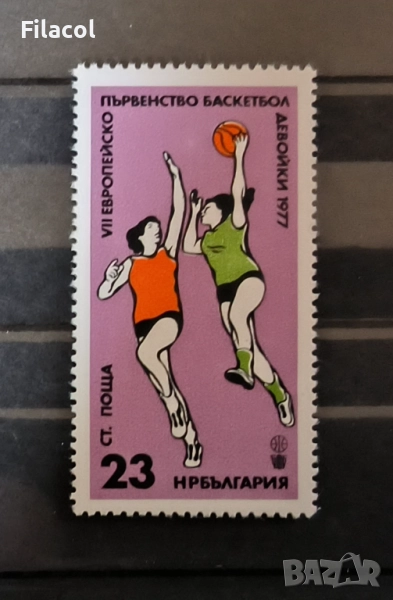 Filacol
VII ЕВРОПЕЙСКО
ПЪРВЕНСТВО БАСКЕТБОЛ
ДЕВОЙКИ 1977
СТ. ПОЩА
23
НРБЪЛГАРИЯ
BAZAR